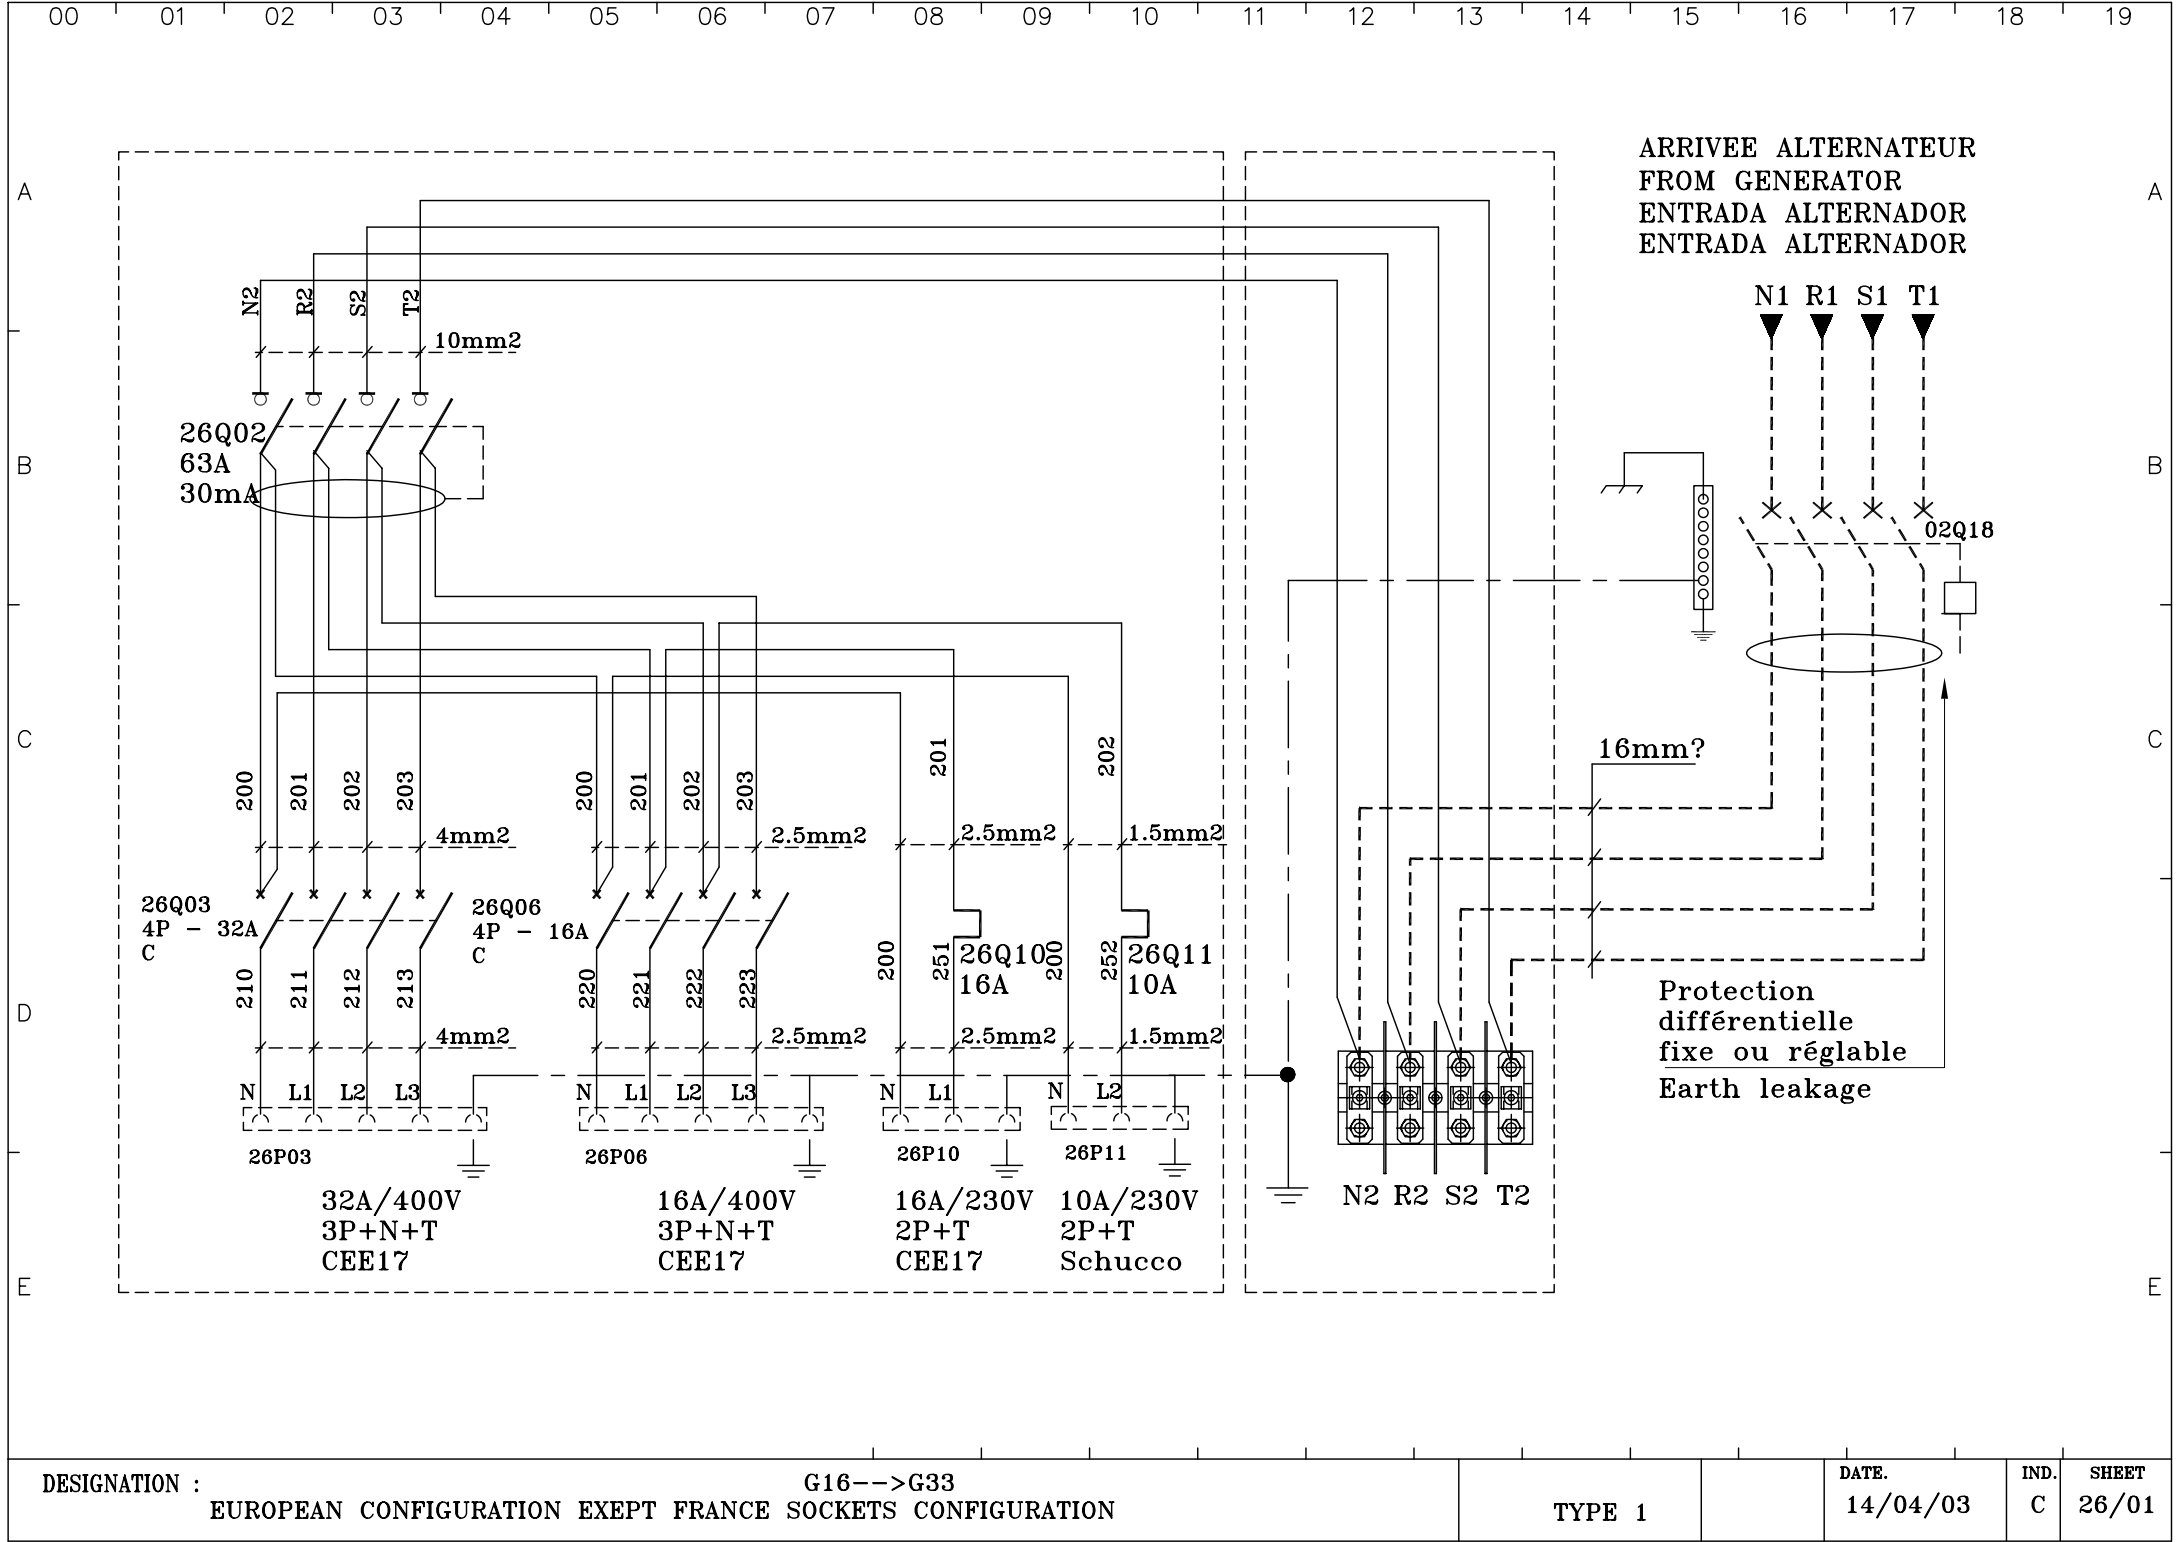 00 01 02 03 04 05 06 07 08 09 10 11 12 13 14 15 16 17 18 19
ARRIVEE ALTERNATEUR
A A
FROM GENERATOR
ENTRADA ALTERNADOR
ENTRADA ALTERNADOR
N2 R2 S2 T2
N1 R1 S1 T1
10mm2
26Q02
63A
30mA
B B
02Q18
C C
16mm?
200 201 202 203
200 201 202 203
201
202
4mm2
2.5mm2
2.5mm2
1.5mm2
26Q03
4P - 32A
C
26Q06
4P - 16A
C
26Q10
16A
26Q11
10A
210 211 212 213
220 221 222 223
200 251
200 252
D D
Protection
différentielle
fixe ou réglable
Earth leakage
4mm2
2.5mm2
2.5mm2
1.5mm2
N L1 L2 L3
N L1 L2 L3
N L1
N L2
26P03
26P06
26P10
26P11
32A/400V
3P+N+T
CEE17
16A/400V
3P+N+T
CEE17
16A/230V
2P+T
CEE17
10A/230V
2P+T
Schucco
N2 R2 S2 T2
E E
DESIGNATION :
G16-->G33
EUROPEAN CONFIGURATION EXEPT FRANCE SOCKETS CONFIGURATION
TYPE 1
DATE.
14/04/03
IND.
C
SHEET
26/01